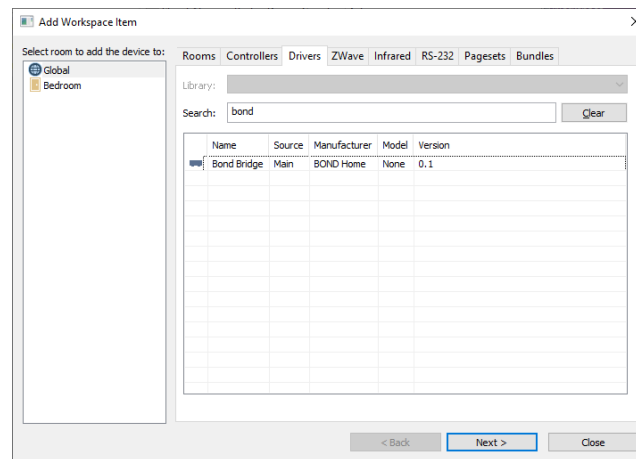 Add Workspace Item
Select room to add the device to:
Global
Bedroom
Rooms Controllers Drivers ZWave Infrared RS-232 Pagesets Bundles
Library:
Search: bond Clear
Name Source Manufacturer Model Version
Bond Bridge Main BOND Home None 0.1
< Back Next > Close